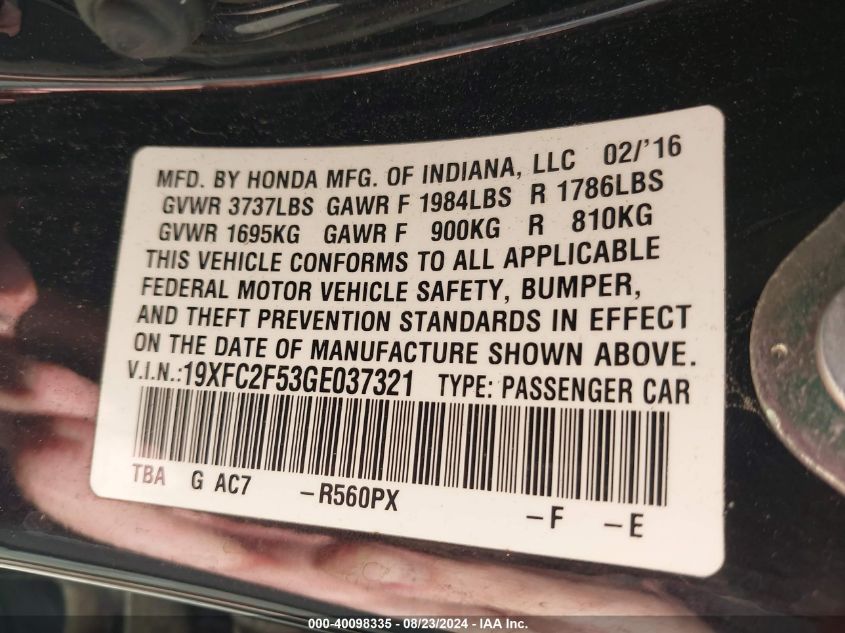 MFD. BY HONDA MFG. OF INDIANA, LLC 02/'16
GVWR 3737LBS GAWR F 1984LBS R 1786LBS
GVWR 1695KG GAWR F 900KG R 810KG
THIS VEHICLE CONFORMS TO ALL APPLICABLE
FEDERAL MOTOR VEHICLE SAFETY, BUMPER,
AND THEFT PREVENTION STANDARDS IN EFFECT
ON THE DATE OF MANUFACTURE SHOWN ABOVE.
V.I.N.:19XFC2F53GE037321 TYPE: PASSENGER CAR
TBA G AC7 -R560PX -F -E
000-40098335 - 08/23/2024 - IAA Inc.